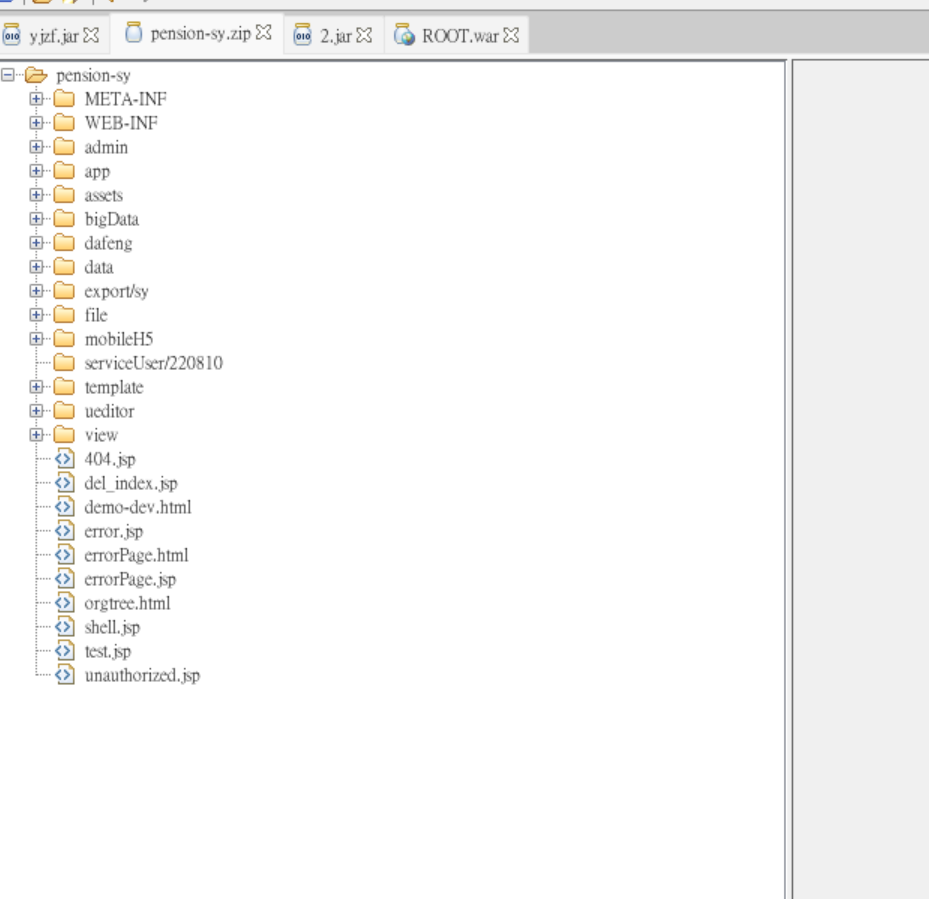 yjzf.jar pension-sy.zip 2.jar ROOT.war
pension-sy
META-INF
WEB-INF
admin
app
assets
bigData
dafeng
data
export/sy
file
mobileH5
serviceUser/220810
template
ueditor
view
404.jsp
del_index.jsp
demo-dev.html
error.jsp
errorPage.html
errorPage.jsp
orgtree.html
shell.jsp
test.jsp
unauthorized.jsp